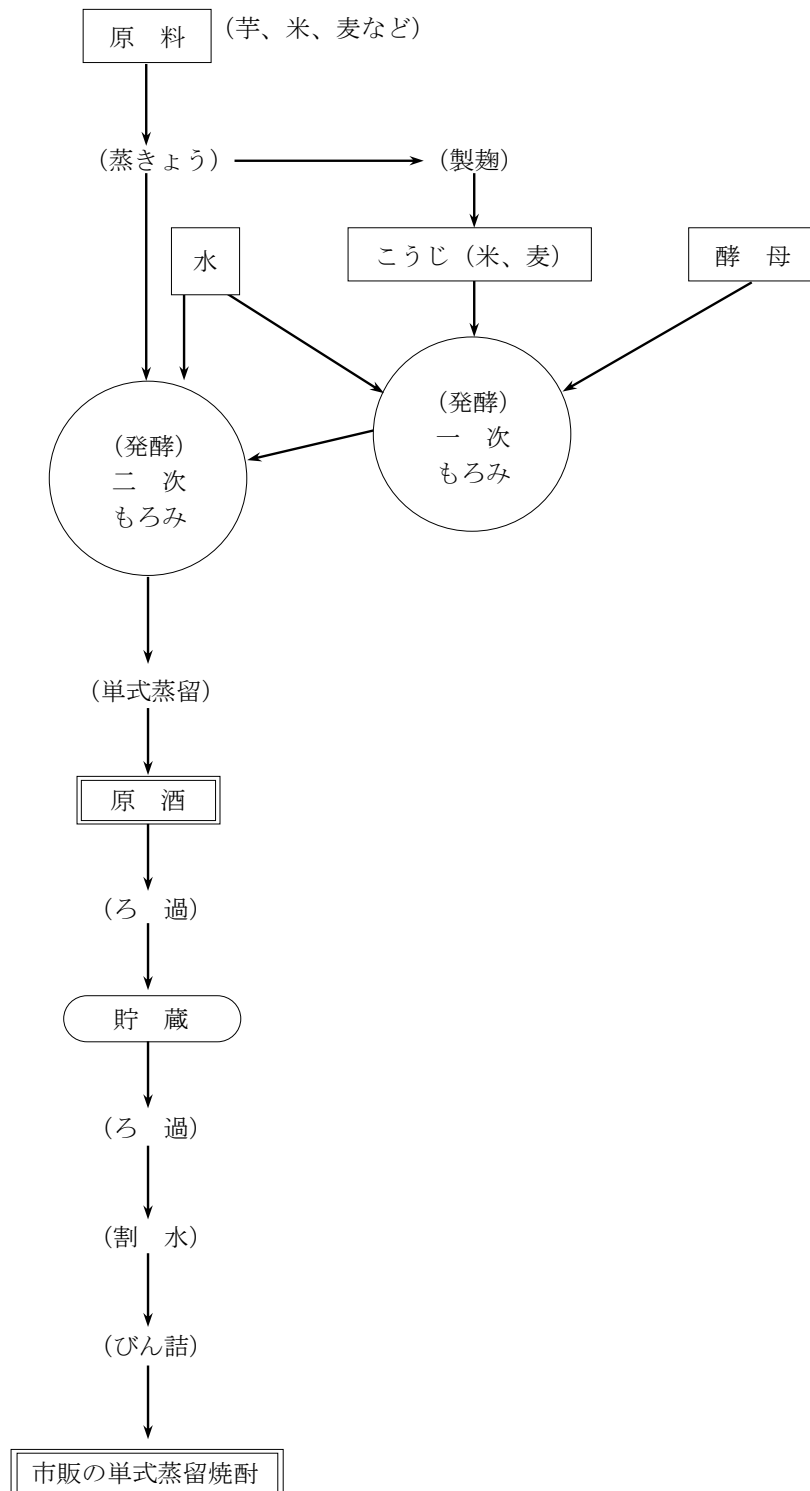 原　料
（芋、米、麦など）
（蒸きょう）
（製麹）
水
こうじ（米、麦）
酵　母
（発酵）
一　次
もろみ
（発酵）
二　次
もろみ
（単式蒸留）
原　酒
（ろ　過）
貯　蔵
（ろ　過）
（割　水）
（びん詰）
市販の単式蒸留焼酎